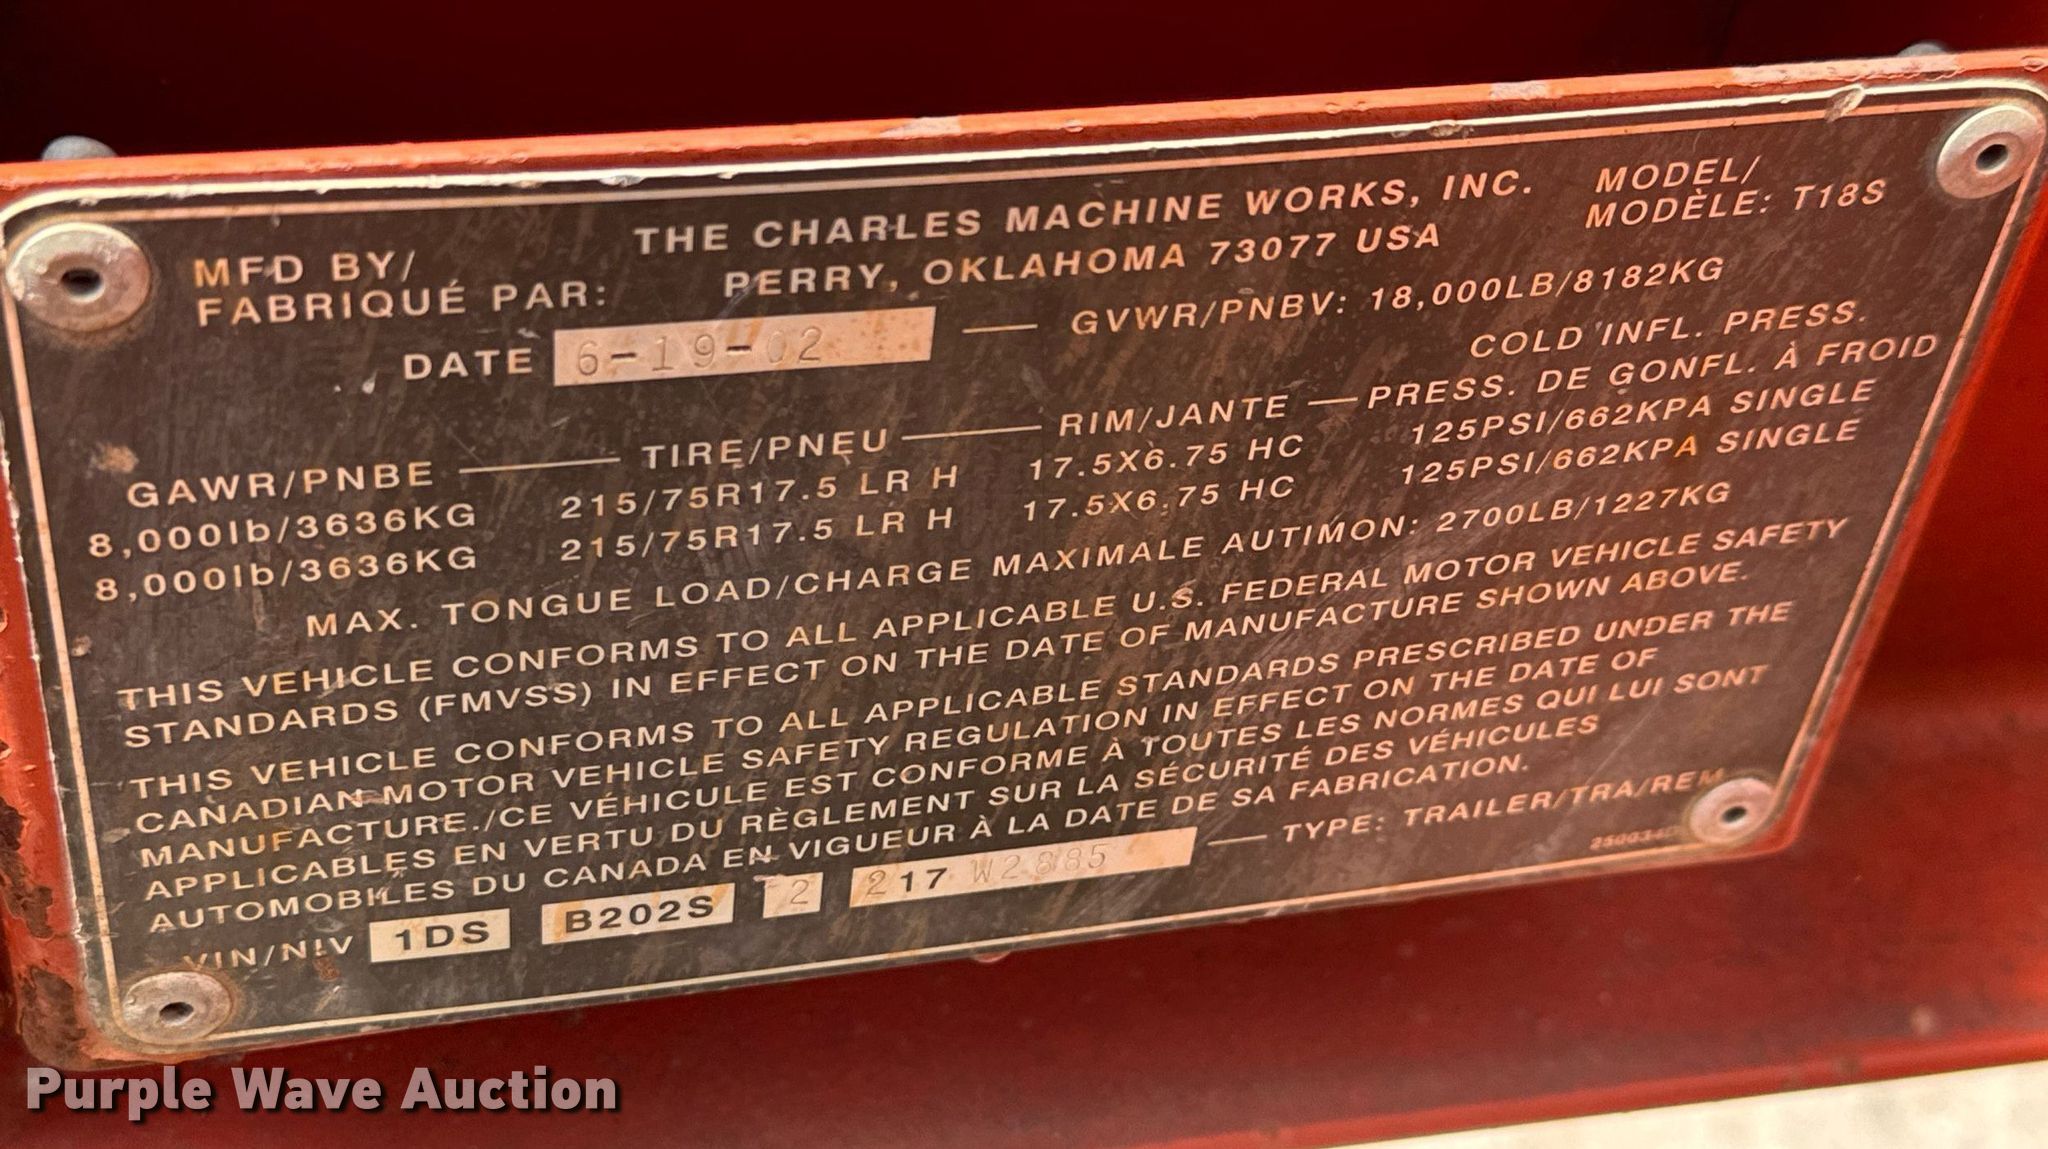 MFD BY/ THE CHARLES MACHINE WORKS, INC. MODEL/
FABRIQUÉ PAR: PERRY, OKLAHOMA 73077 USA MODÈLE: T18S
DATE 6-19-02 GVWR/PNBV: 18,000LB/8182KG
COLD INFL. PRESS.
GAWR/PNBE TIRE/PNEU RIM/JANTE PRESS. DE GONFL. À FROID
8,000lb/3636KG 215/75R17.5 LR H 17.5X6.75 HC 125PSI/662KPA SINGLE
8,000lb/3636KG 215/75R17.5 LR H 17.5X6.75 HC 125PSI/662KPA SINGLE
MAX. TONGUE LOAD/CHARGE MAXIMALE AUTIMON: 2700LB/1227KG
THIS VEHICLE CONFORMS TO ALL APPLICABLE U.S. FEDERAL MOTOR VEHICLE SAFETY
STANDARDS (FMVSS) IN EFFECT ON THE DATE OF MANUFACTURE SHOWN ABOVE.
THIS VEHICLE CONFORMS TO ALL APPLICABLE STANDARDS PRESCRIBED UNDER THE
CANADIAN MOTOR VEHICLE SAFETY REGULATION IN EFFECT ON THE DATE OF
MANUFACTURE./CE VÉHICULE EST CONFORME À TOUTES LES NORMES QUI LUI SONT
APPLICABLES EN VERTU DU RÈGLEMENT SUR LA SÉCURITÉ DES VÉHICULES
AUTOMOBILES DU CANADA EN VIGUEUR À LA DATE DE SA FABRICATION.
VIN/N!V 1DS B202S 2 217 W2885 TYPE: TRAILER/TRA/REM
Purple Wave Auction